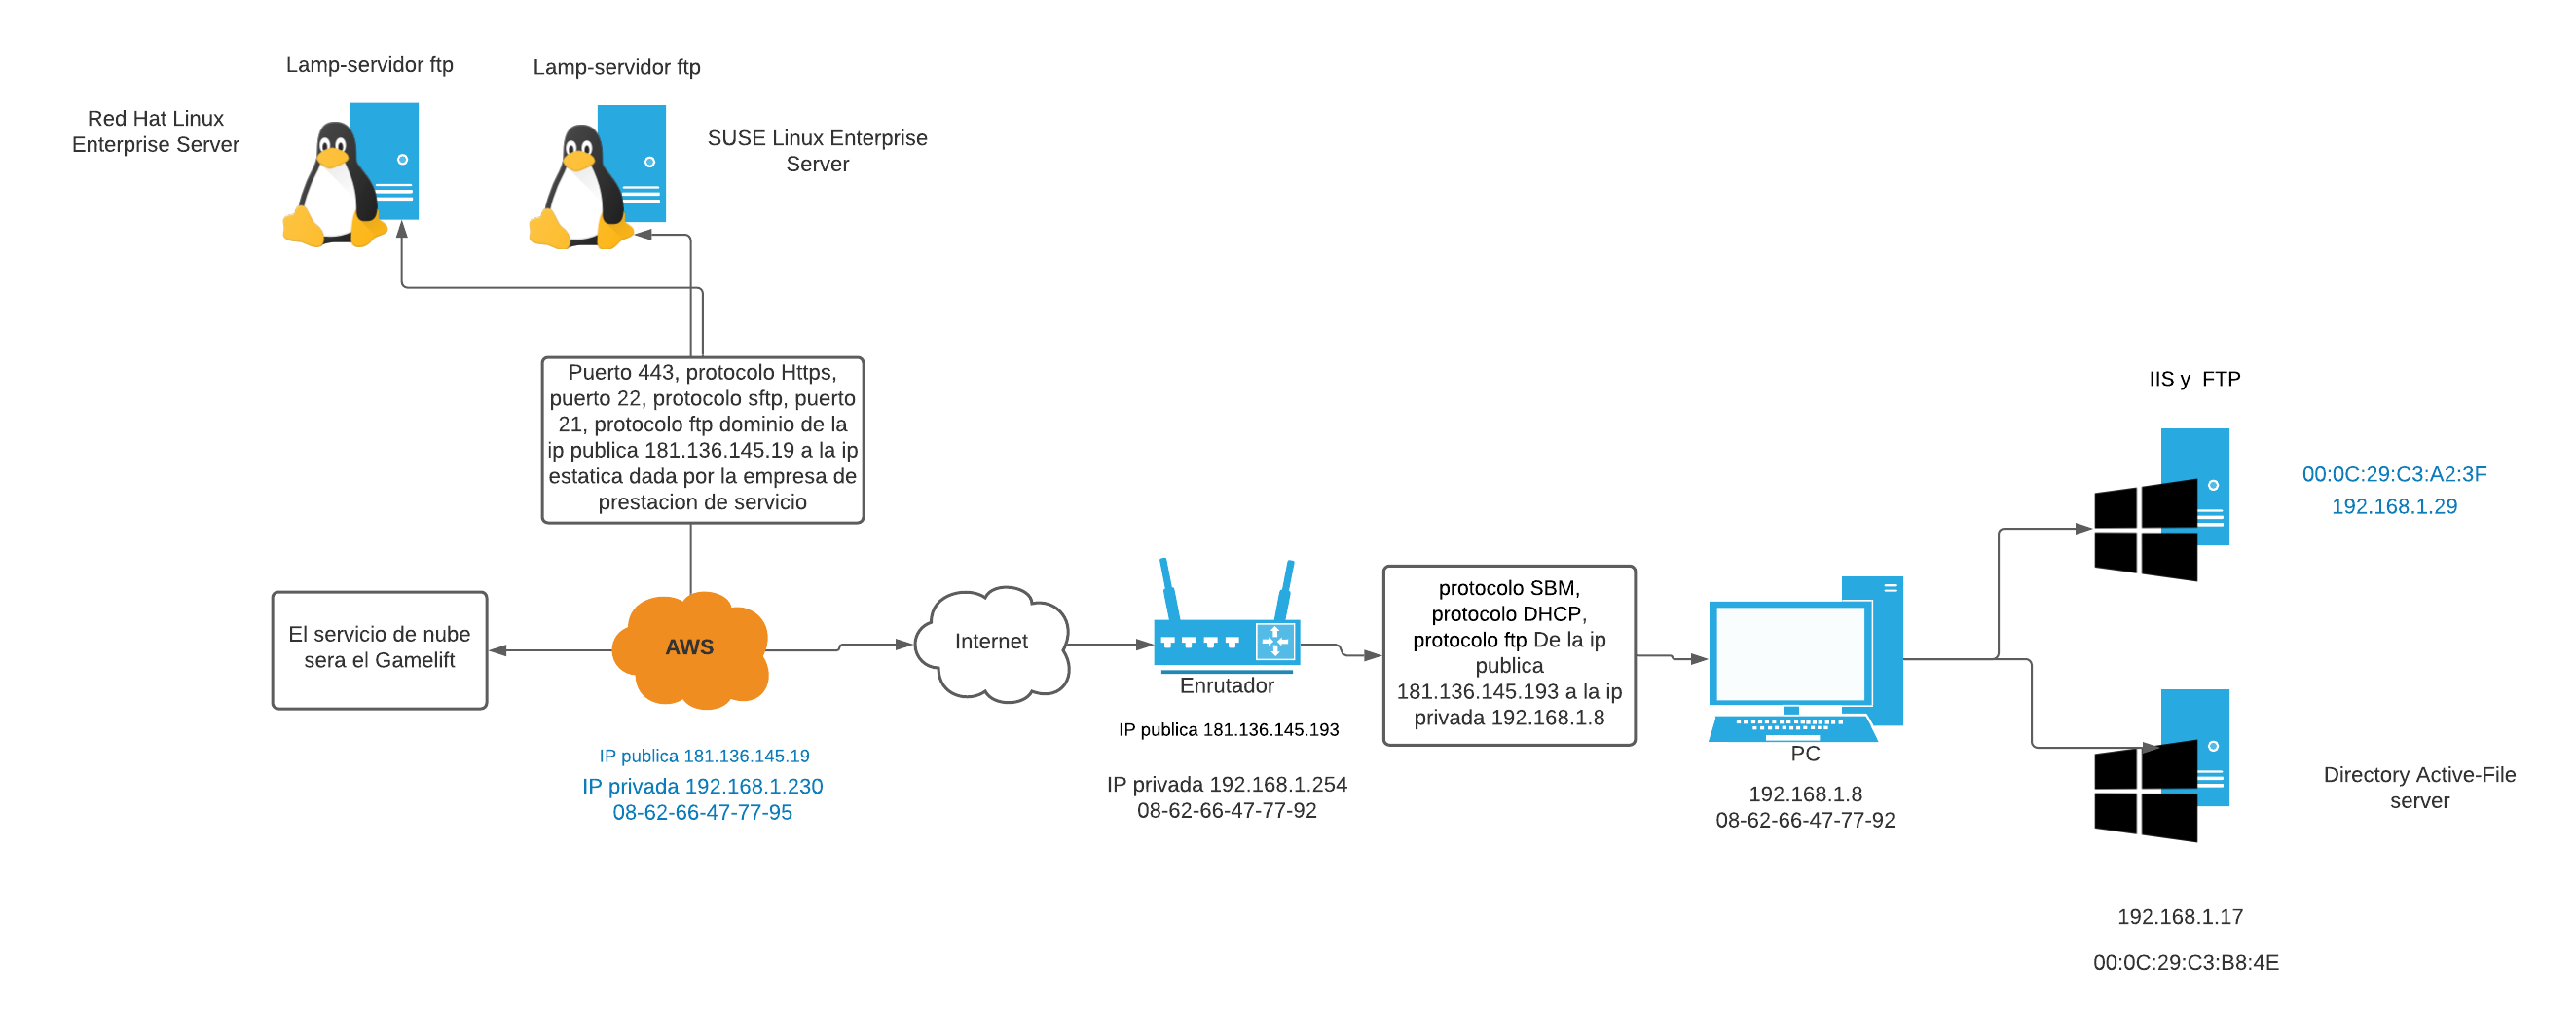 Lamp-servidor ftp
Lamp-servidor ftp
Red Hat Linux
Enterprise Server
SUSE Linux Enterprise
Server
Puerto 443, protocolo Https,
puerto 22, protocolo sftp, puerto
21, protocolo ftp dominio de la
ip publica 181.136.145.19 a la ip
estatica dada por la empresa de
prestacion de servicio
El servicio de nube
sera el Gamelift
AWS
IP publica 181.136.145.19
IP privada 192.168.1.230
08-62-66-47-77-95
Internet
Enrutador
IP publica 181.136.145.193
IP privada 192.168.1.254
08-62-66-47-77-92
protocolo SBM,
protocolo DHCP,
protocolo ftp De la ip
publica
181.136.145.193 a la ip
privada 192.168.1.8
PC
192.168.1.8
08-62-66-47-77-92
IIS y  FTP
00:0C:29:C3:A2:3F
192.168.1.29
Directory Active-File
server
192.168.1.17
00:0C:29:C3:B8:4E